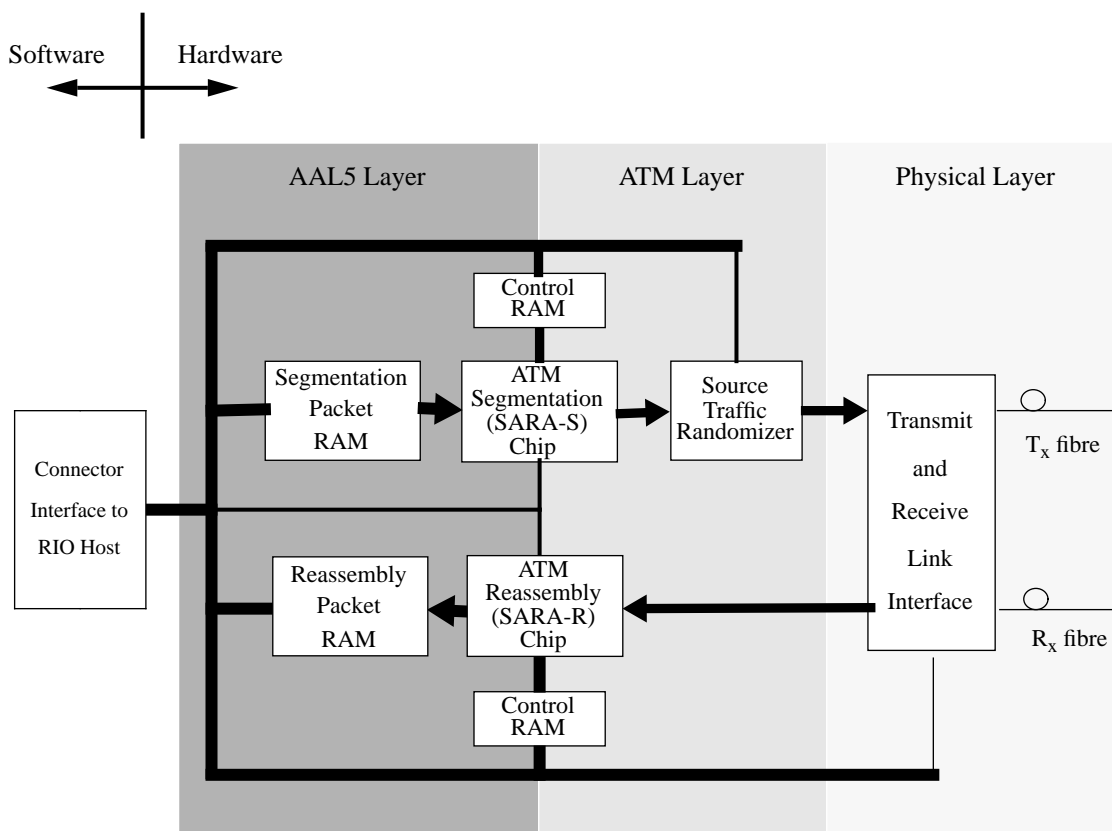 Software
Hardware
AAL5 Layer
ATM Layer
Physical Layer
Control
RAM
Segmentation
Packet
RAM
ATM
Segmentation
(SARA-S)
Chip
Source
Traffic
Randomizer
Transmit
and
Receive
Link
Interface
Tx fibre
Connector
Interface to
RIO Host
Reassembly
Packet
RAM
ATM
Reassembly
(SARA-R)
Chip
Rx fibre
Control
RAM